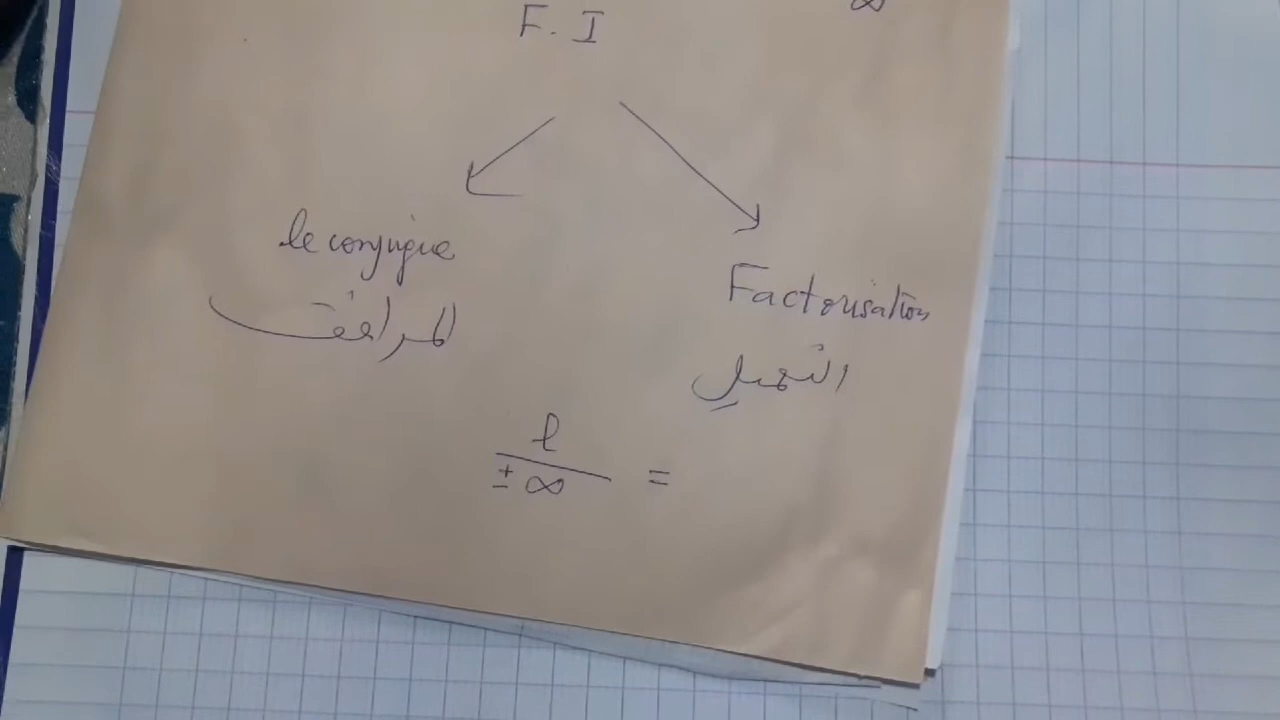 ∞
F. I
le conjugue
المرافق
Factorisation
التعميل
l
± ∞ =